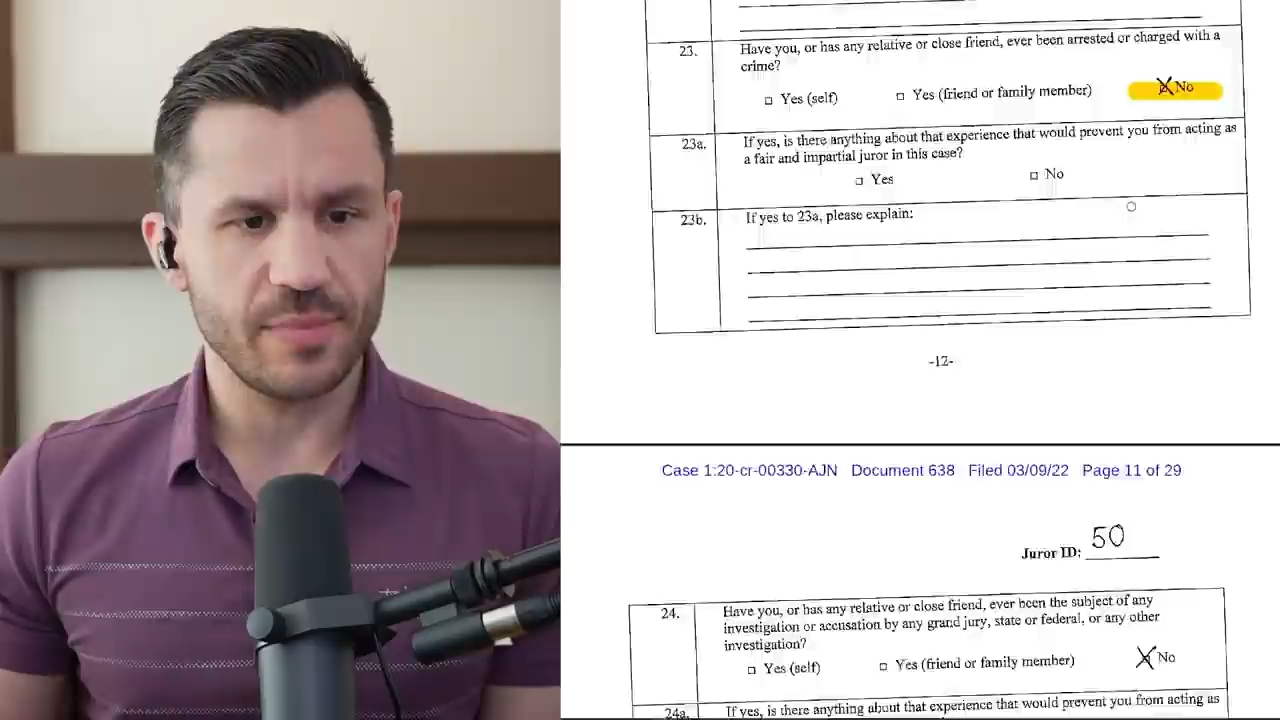 23.
Have you, or has any relative or close friend, ever been arrested or charged with a
crime?
□ Yes (self) □ Yes (friend or family member) □ No
23a.
If yes, is there anything about that experience that would prevent you from acting as
a fair and impartial juror in this case?
□ Yes □ No
23b.
If yes to 23a, please explain:
-12-
Case 1:20-cr-00330-AJN Document 638 Filed 03/09/22 Page 11 of 29
Juror ID: 50
24.
Have you, or has any relative or close friend, ever been the subject of any
investigation or accusation by any grand jury, state or federal, or any other
investigation?
□ Yes (self) □ Yes (friend or family member) □ No
24a.
If yes, is there anything about that experience that would prevent you from acting as